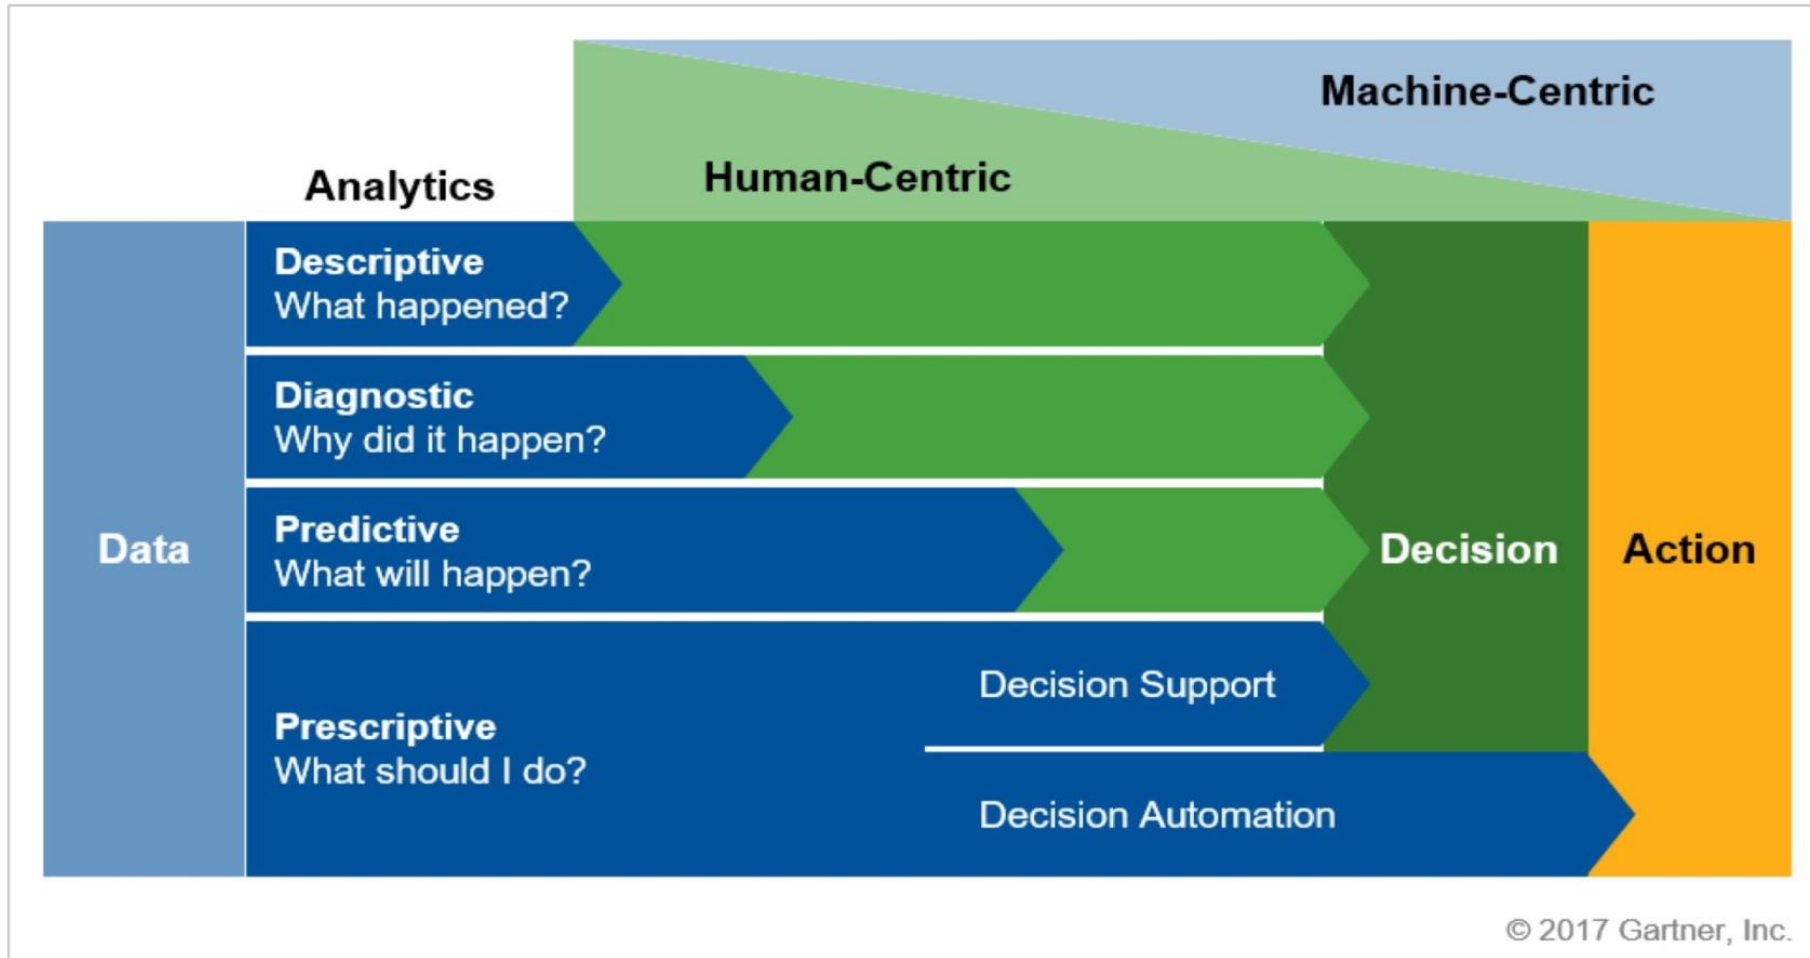 Machine-Centric
Human-Centric
Analytics
Descriptive
What happened?
Diagnostic
Why did it happen?
Predictive
What will happen?
Data
Decision
Action
Decision Support
Prescriptive
What should I do?
Decision Automation
© 2017 Gartner, Inc.